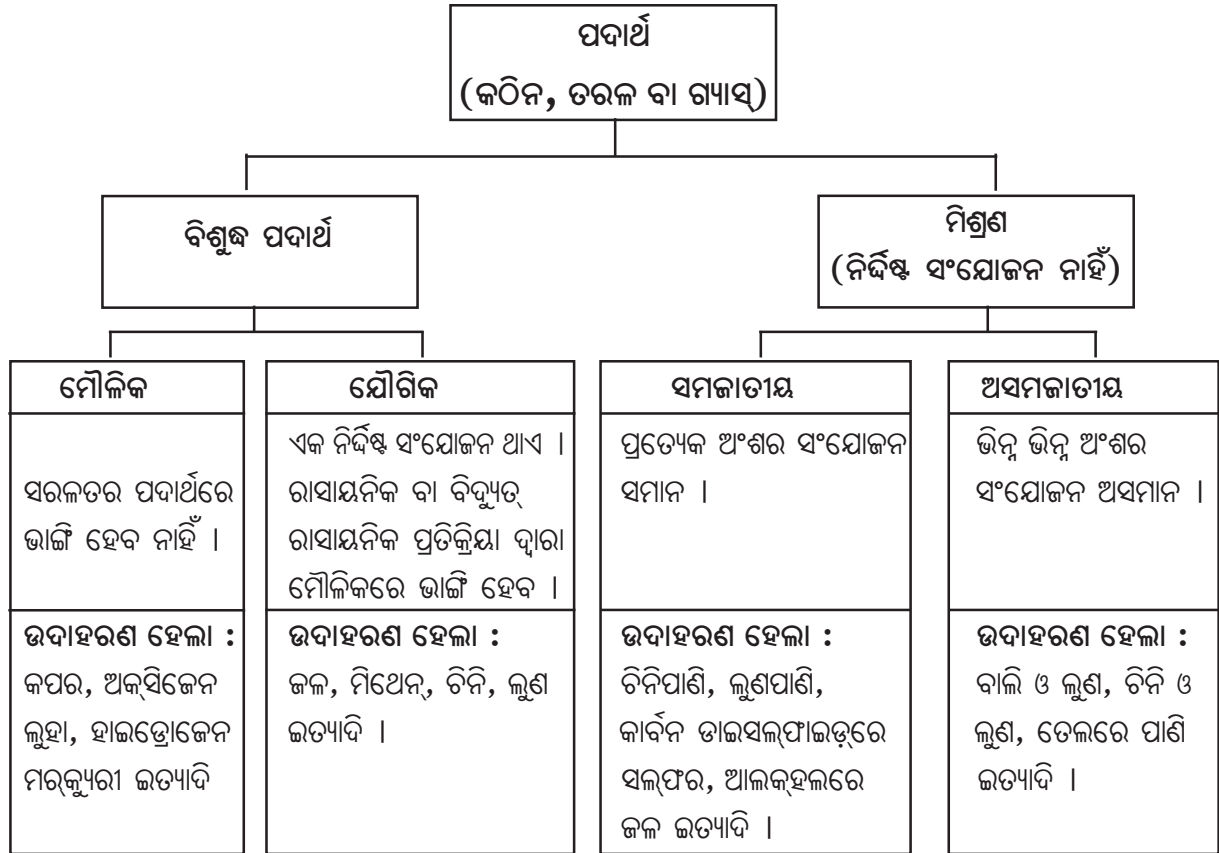 ପଦାର୍ଥ
(କଠିନ, ତରଳ ବା ଗ୍ୟାସ୍)
ବିଶୁଦ୍ଧ ପଦାର୍ଥ
ମିଶ୍ରଣ
(ନିର୍ଦ୍ଦିଷ୍ଟ ସଂଯୋଜନ ନାହିଁ)
ମୌଳିକ
ସରଳତର ପଦାର୍ଥରେ
ଭାଙ୍ଗି ହେବ ନାହିଁ ।
ଉଦାହରଣ ହେଲା :
କପର, ଅକ୍‌ସିଜେନ
ଲୁହା, ହାଇଡ୍ରୋଜେନ
ମର୍‌କ୍ୟୁରୀ ଇତ୍ୟାଦି
ଯୌଗିକ
ଏକ ନିର୍ଦ୍ଦିଷ୍ଟ ସଂଯୋଜନ ଥାଏ ।
ରାସାୟନିକ ବା ବିଦ୍ୟୁତ୍
ରାସାୟନିକ ପ୍ରତିକ୍ରିୟା ଦ୍ୱାରା
ମୌଳିକରେ ଭାଙ୍ଗି ହେବ ।
ଉଦାହରଣ ହେଲା :
ଜଳ, ମିଥେନ୍, ଚିନି, ଲୁଣ
ଇତ୍ୟାଦି ।
ସମଜାତୀୟ
ପ୍ରତ୍ୟେକ ଅଂଶର ସଂଯୋଜନ
ସମାନ ।
ଉଦାହରଣ ହେଲା :
ଚିନିପାଣି, ଲୁଣପାଣି,
କାର୍ବନ ଡାଇସଲ୍‌ଫାଇଡ୍‌ରେ
ସଲ୍‌ଫର, ଆଲକ୍‌ହଲରେ
ଜଳ ଇତ୍ୟାଦି ।
ଅସମଜାତୀୟ
ଭିନ୍ନ ଭିନ୍ନ ଅଂଶର
ସଂଯୋଜନ ଅସମାନ ।
ଉଦାହରଣ ହେଲା :
ବାଲି ଓ ଲୁଣ, ଚିନି ଓ
ଲୁଣ, ତେଲରେ ପାଣି
ଇତ୍ୟାଦି ।